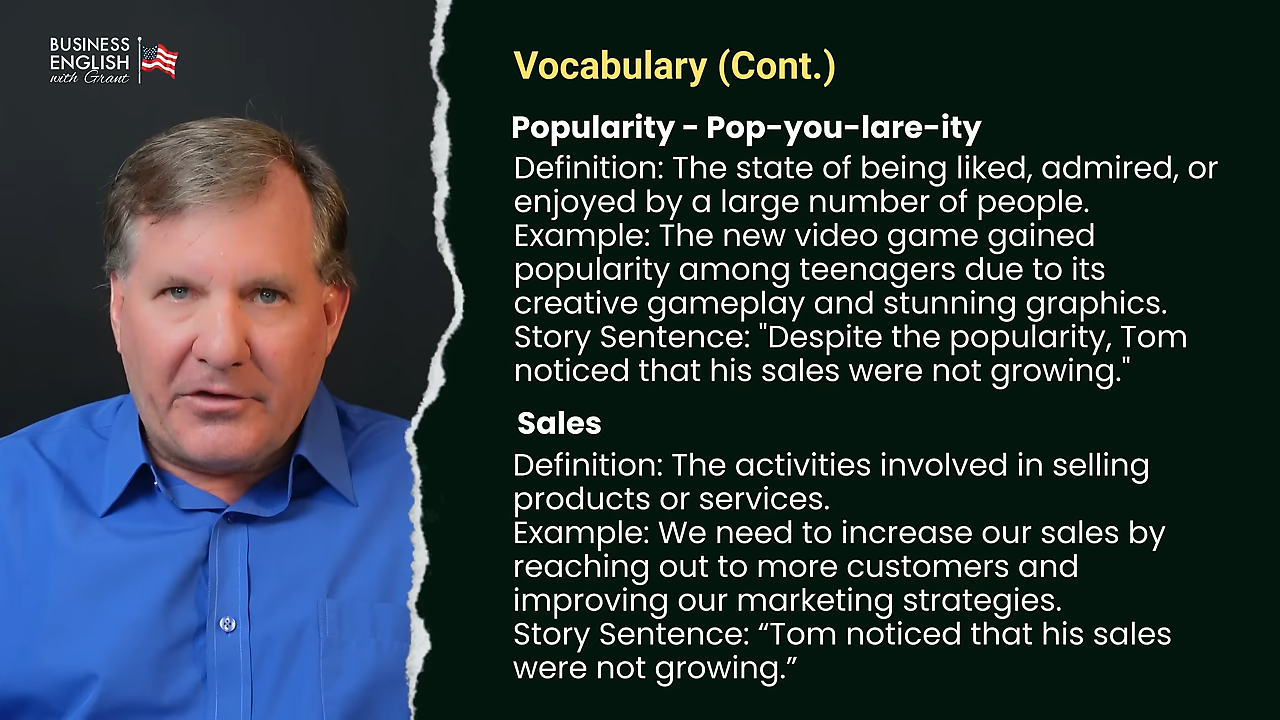 BUSINESS
ENGLISH
with Grant
Vocabulary (Cont.)
Popularity - Pop-you-lare-ity
Definition: The state of being liked, admired, or
enjoyed by a large number of people.
Example: The new video game gained
popularity among teenagers due to its
creative gameplay and stunning graphics.
Story Sentence: "Despite the popularity, Tom
noticed that his sales were not growing."
Sales
Definition: The activities involved in selling
products or services.
Example: We need to increase our sales by
reaching out to more customers and
improving our marketing strategies.
Story Sentence: “Tom noticed that his sales
were not growing.”